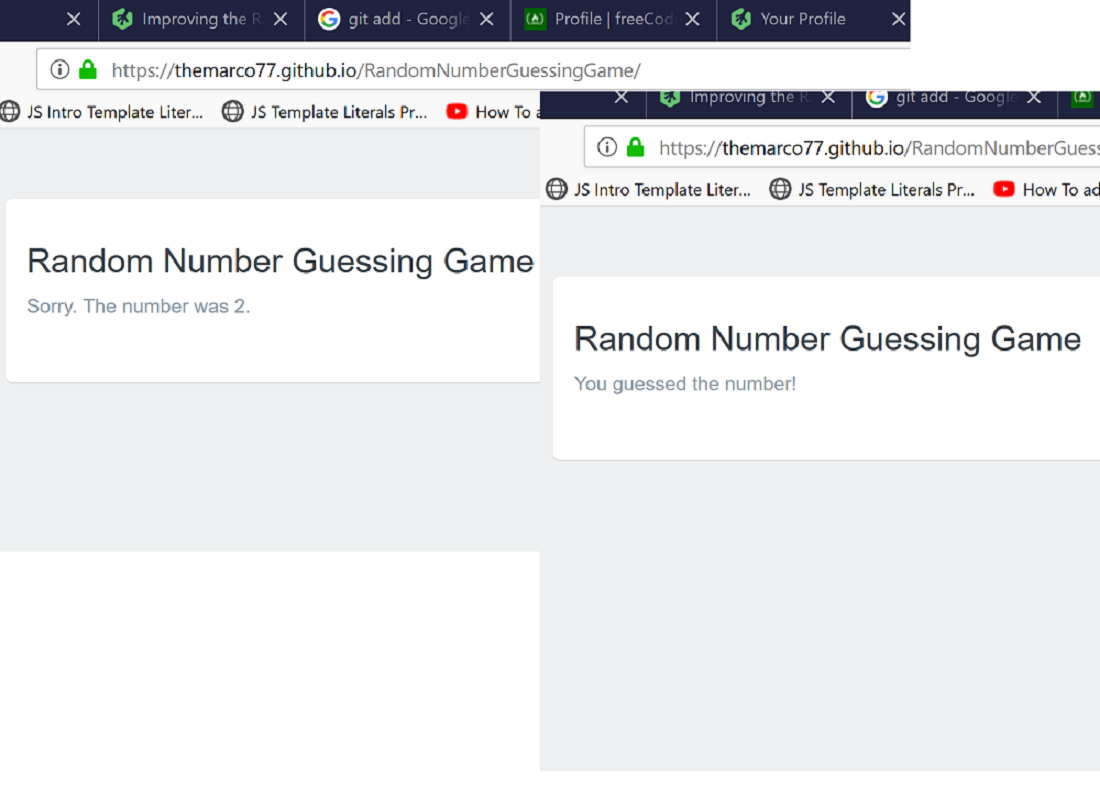 Improving the R
git add - Google
Profile | freeCod
Your Profile
https://themarco77.github.io/RandomNumberGuessingGame/
JS Intro Template Liter...
JS Template Literals Pr...
How To a
Random Number Guessing Game
Sorry. The number was 2.
Improving the R
git add - Google
https://themarco77.github.io/RandomNumberGuess
JS Intro Template Liter...
JS Template Literals Pr...
How To ad
Random Number Guessing Game
You guessed the number!